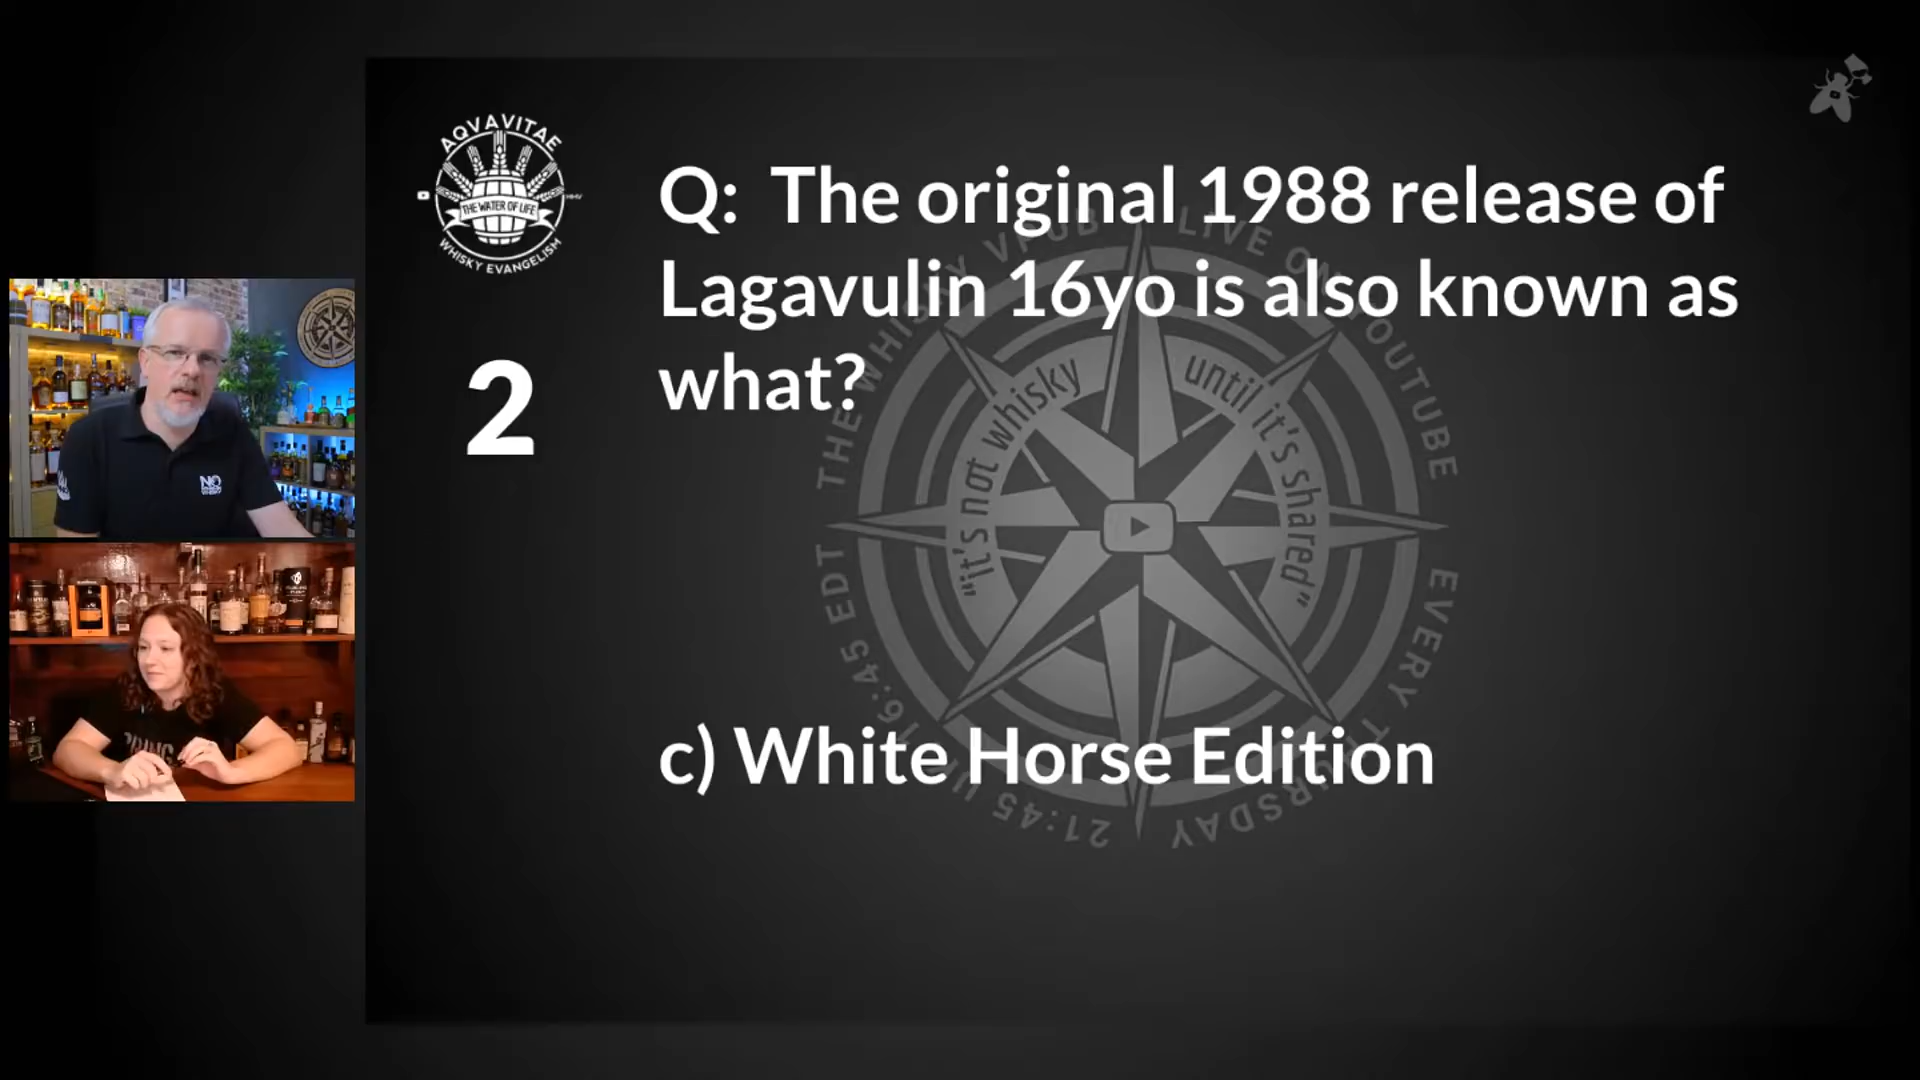 AQVAVITAE
THE WATER OF LIFE
WHISKY EVANGELISM
2
Q: The original 1988 release of
Lagavulin 16yo is also known as
what?
c) White Horse Edition
THE WHISKY VPUB LIVE ON YOUTUBE
"it's not whisky until it's shared"
EVERY THURSDAY 21:45 UK/16:45 EDT